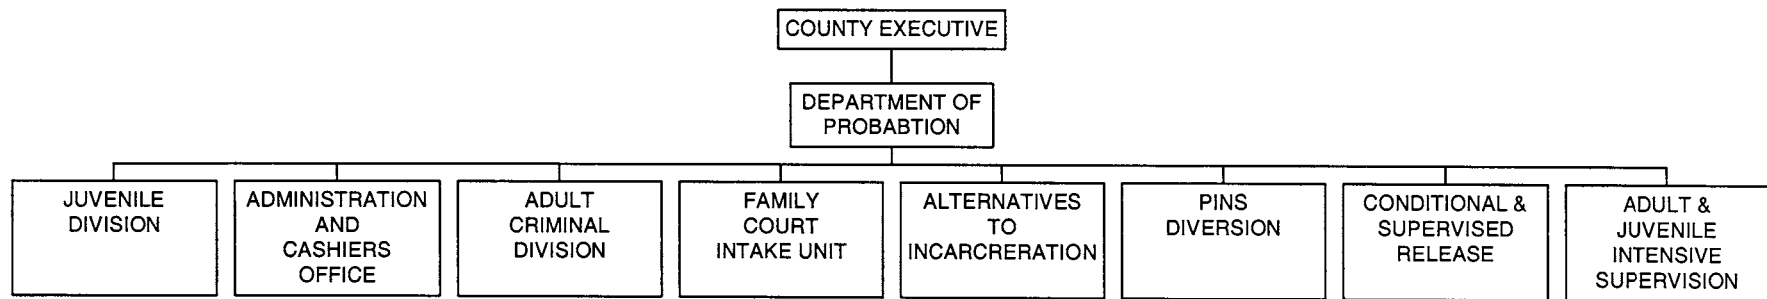 COUNTY EXECUTIVE
DEPARTMENT OF
PROBABTION
JUVENILE
DIVISION
ADMINISTRATION
AND
CASHIERS
OFFICE
ADULT
CRIMINAL
DIVISION
FAMILY
COURT
INTAKE UNIT
ALTERNATIVES
TO
INCARCRERATION
PINS
DIVERSION
CONDITIONAL &
SUPERVISED
RELEASE
ADULT &
JUVENILE
INTENSIVE
SUPERVISION